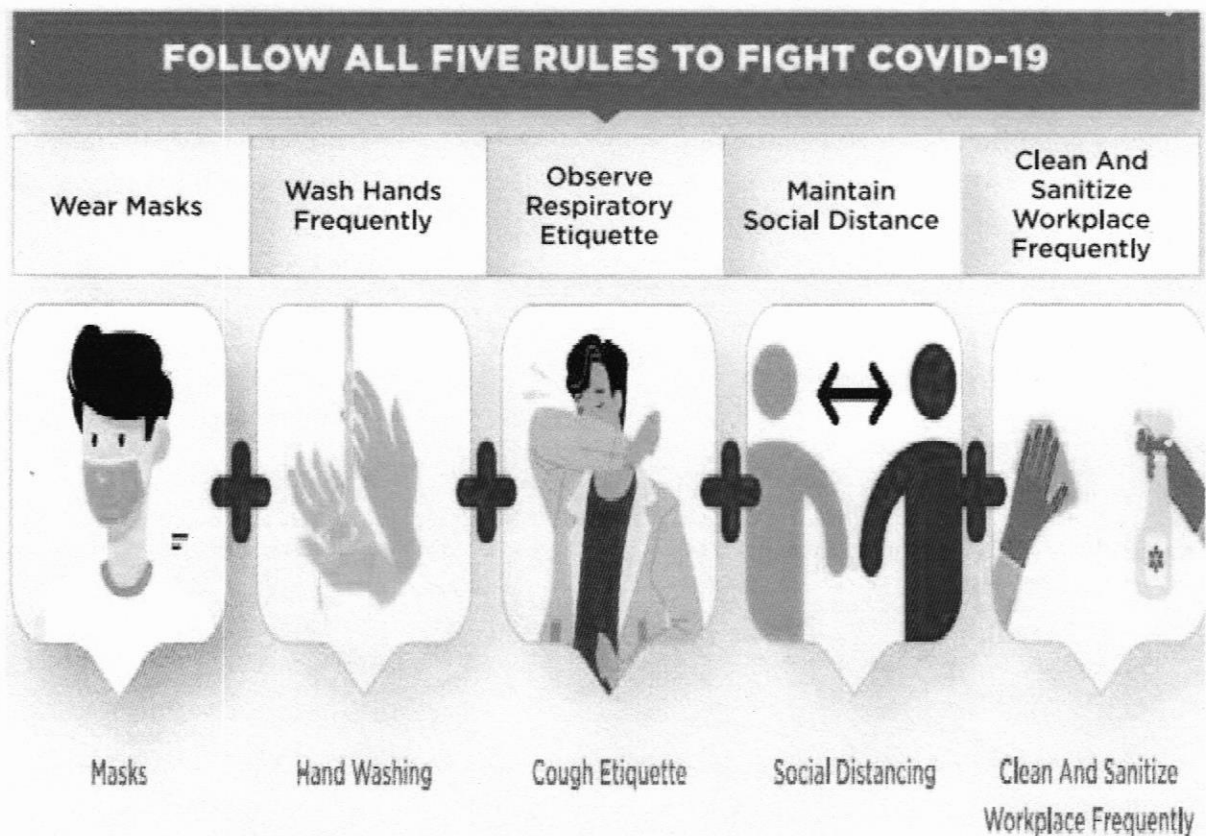 FOLLOW ALL FIVE RULES TO FIGHT COVID-19
Wear Masks
Wash Hands
Frequently
Observe
Respiratory
Etiquette
Maintain
Social Distance
Clean And
Sanitize
Workplace
Frequently
Masks
Hand Washing
Cough Etiquette
Social Distancing
Clean And Sanitize
Workplace Frequently